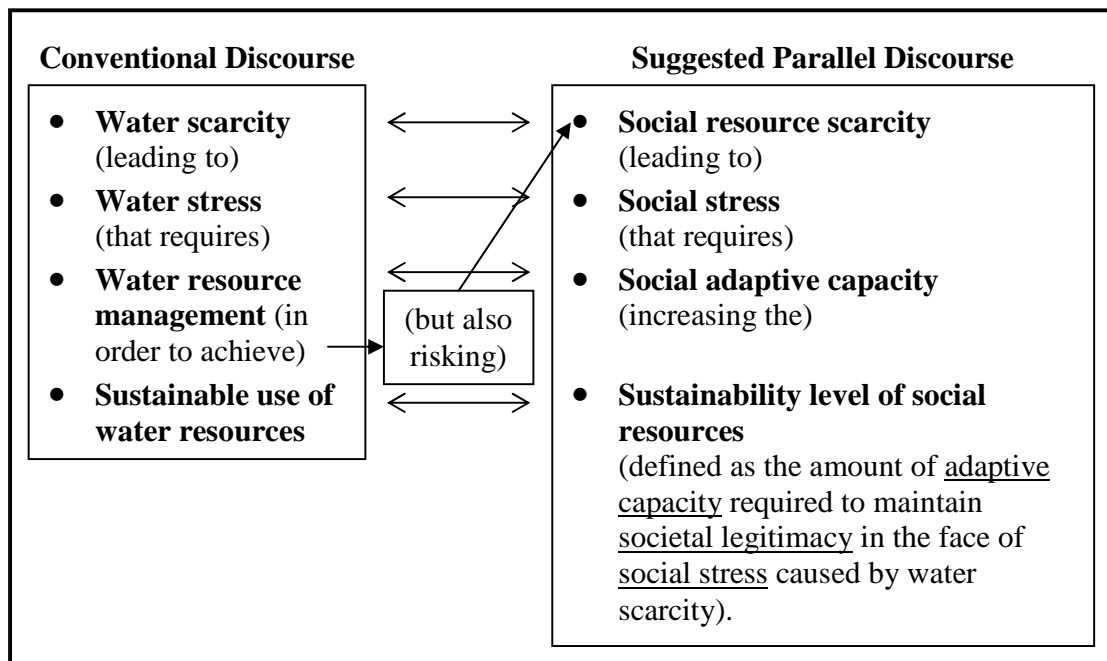 Conventional Discourse
• Water scarcity
(leading to)
• Water stress
(that requires)
• Water resource
management (in
order to achieve)
• Sustainable use of
water resources
(but also
risking)
Suggested Parallel Discourse
• Social resource scarcity
(leading to)
• Social stress
(that requires)
• Social adaptive capacity
(increasing the)
• Sustainability level of social
resources
(defined as the amount of adaptive
capacity required to maintain
societal legitimacy in the face of
social stress caused by water
scarcity).